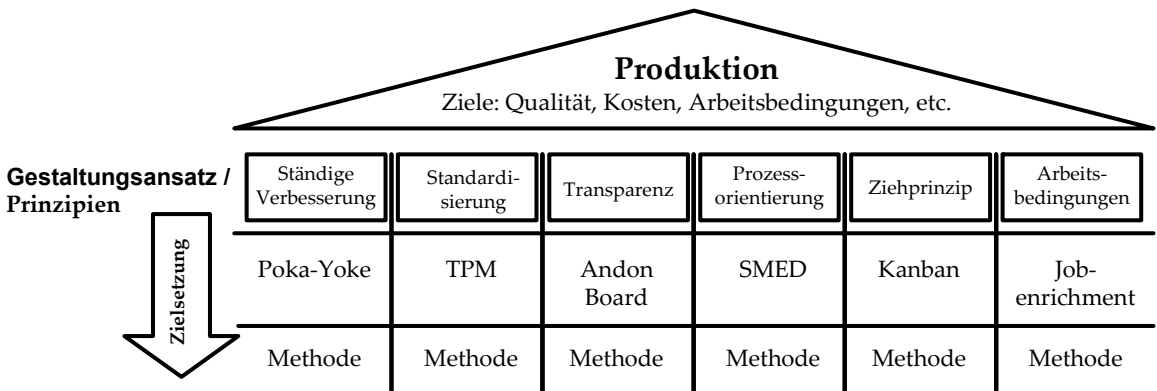 Produktion
Ziele: Qualität, Kosten, Arbeitsbedingungen, etc.
Gestaltungsansatz /
Prinzipien
Ständige
Verbesserung
Standardi-
sierung
Transparenz
Prozess-
orientierung
Ziehprinzip
Arbeits-
bedingungen
Zielsetzung
Poka-Yoke
TPM
Andon
Board
SMED
Kanban
Job-
enrichment
Methode
Methode
Methode
Methode
Methode
Methode